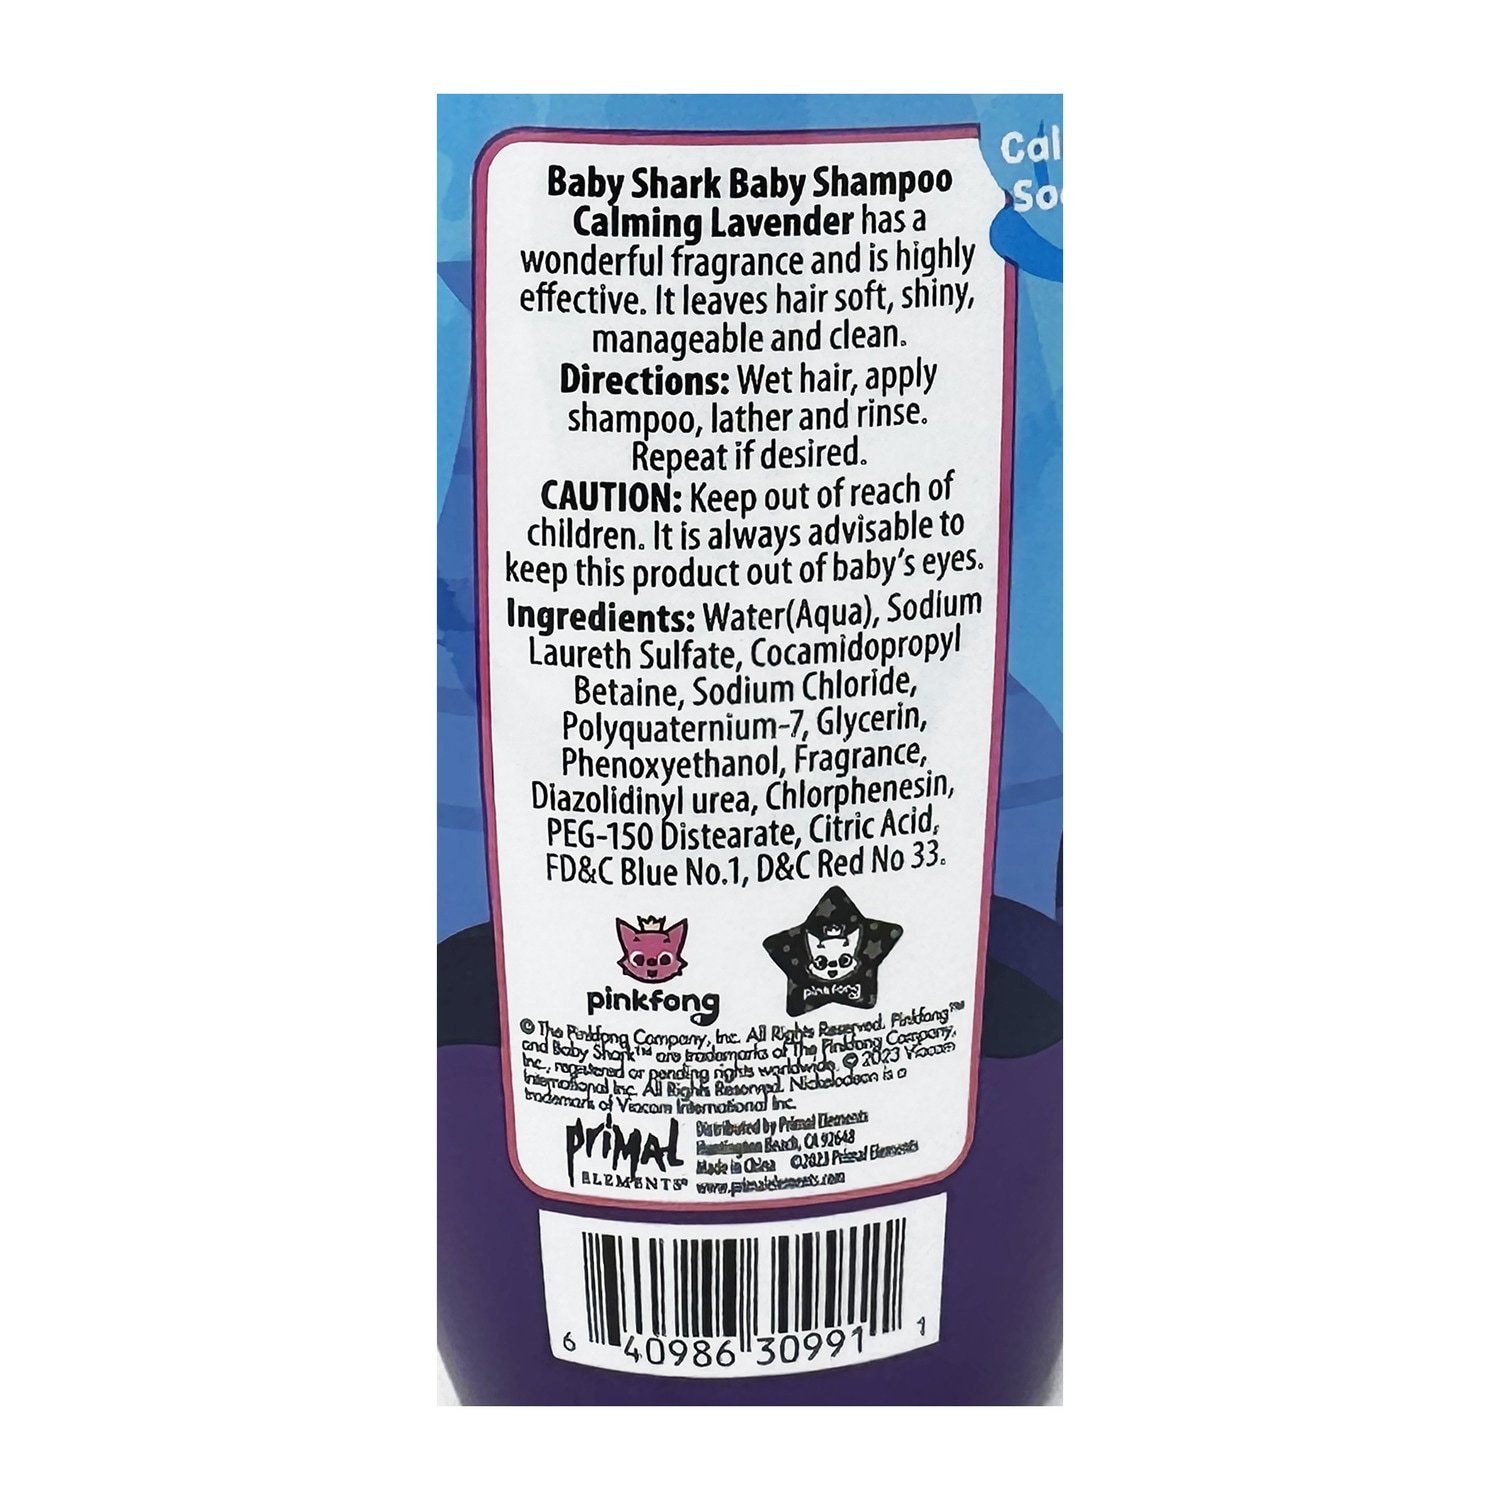 Cal
So
Baby Shark Baby Shampoo
Calming Lavender has a
wonderful fragrance and is highly
effective. It leaves hair soft, shiny,
manageable and clean.
Directions: Wet hair, apply
shampoo, lather and rinse.
Repeat if desired.
CAUTION: Keep out of reach of
children. It is always advisable to
keep this product out of baby's eyes.
Ingredients: Water(Aqua), Sodium
Laureth Sulfate, Cocamidopropyl
Betaine, Sodium Chloride,
Polyquaternium-7, Glycerin,
Phenoxyethanol, Fragrance,
Diazolidinyl urea, Chlorphenesin,
PEG-150 Distearate, Citric Acid,
FD&C Blue No.1, D&C Red No 33.
pinkfong
pinkfong
© The Pinkfong Company, Inc. All Rights Reserved. Pinkfong™
and Baby Shark™ are trademarks of The Pinkfong Company,
Inc., registered or pending rights worldwide. © 2023 Viacom
International Inc. All Rights Reserved. Nickelodeon is a
trademark of Viacom International Inc.
PRIMAL
ELEMENTS®
Distributed by Primal Elements
Huntington Beach, CA 92648
Made in China ©2023 Primal Elements
www.primalelements.com
6 40986 30991 1